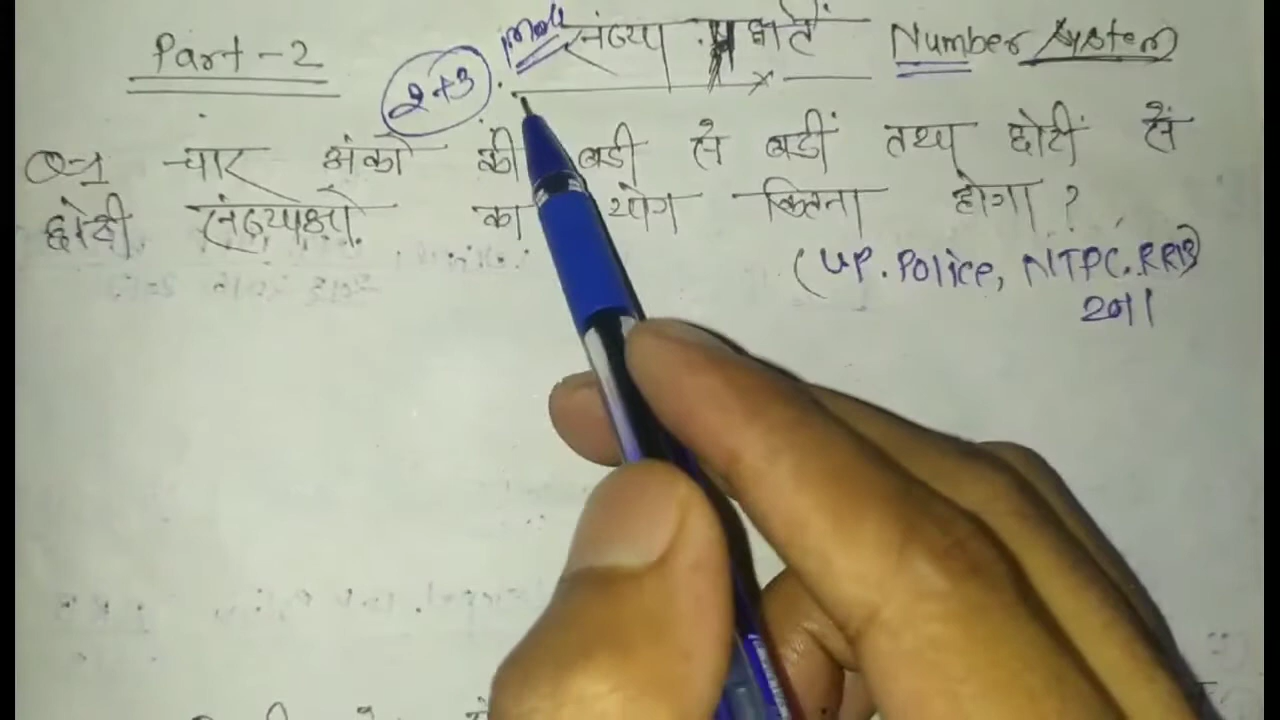 Part-2 2+3 संख्या Number System
Q-1 चार अंको की बडी से बडीं तथा छोटीं सें
छोटी संख्याओ का योग कितना होगा?
(UP. Police, NTPC. RRB)
2011